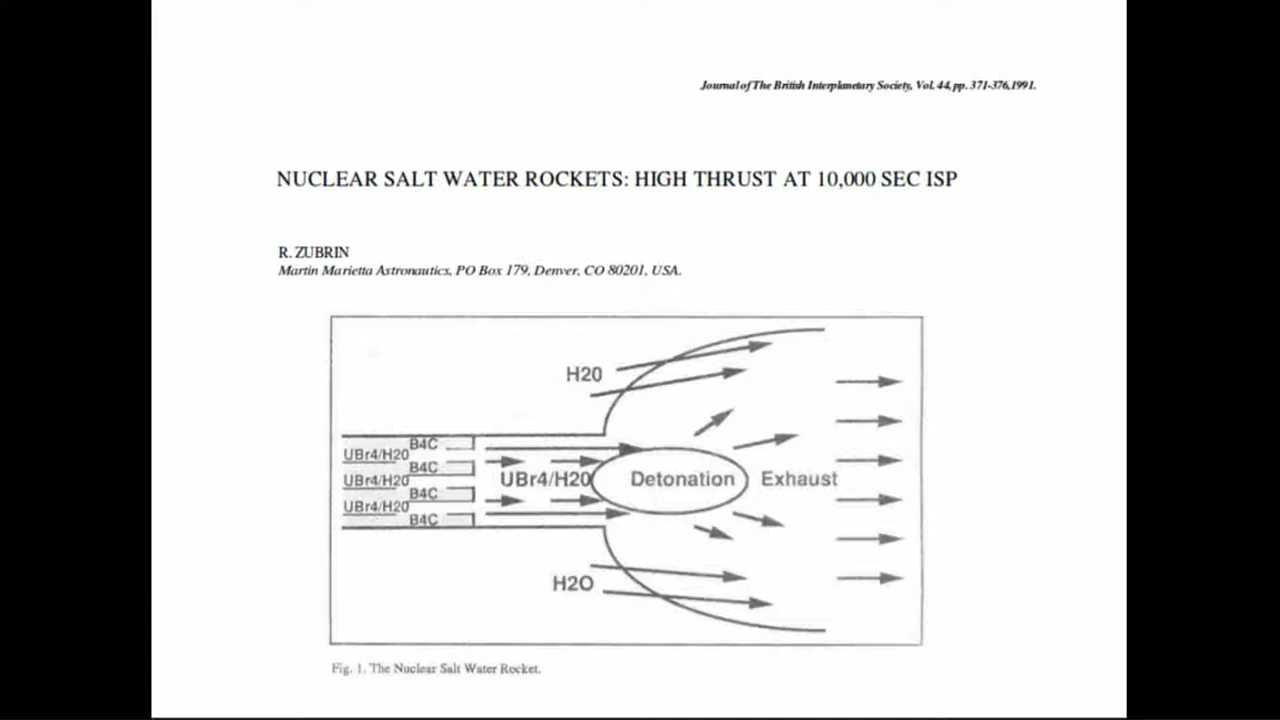 Journal of The British Interplanetary Society, Vol. 44, pp. 371-376, 1991.
NUCLEAR SALT WATER ROCKETS: HIGH THRUST AT 10,000 SEC ISP
R. ZUBRIN
Martin Marietta Astronautics, PO Box 179, Denver, CO 80201, USA.
H20
B4C
UBr4/H20
B4C
UBr4/H20
B4C
UBr4/H20
B4C
UBr4/H20
Detonation
Exhaust
H2O
Fig. 1. The Nuclear Salt Water Rocket.